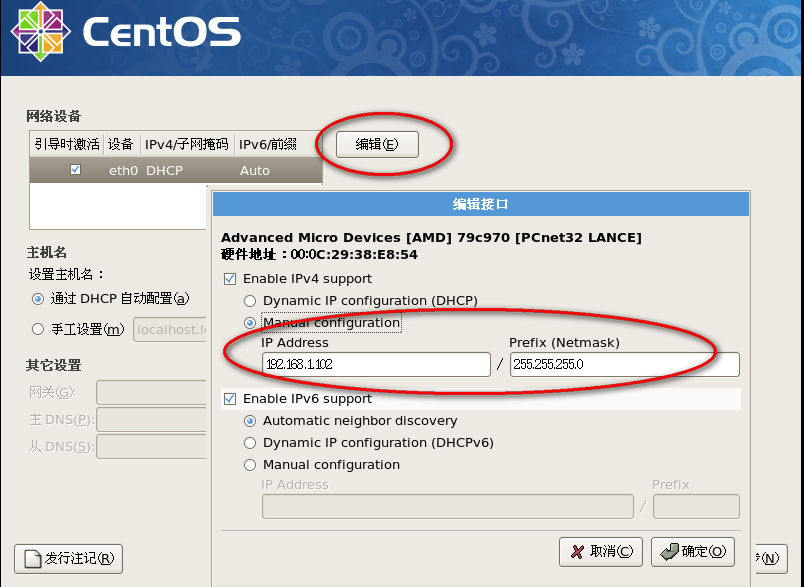 CentOS
网络设备
引导时激活 设备 IPv4/子网掩码 IPv6/前缀
编辑(E)
eth0 DHCP Auto
编辑接口
Advanced Micro Devices [AMD] 79c970 [PCnet32 LANCE]
硬件地址：00:0C:29:38:E8:54
Enable IPv4 support
Dynamic IP configuration (DHCP)
Manual configuration
IP Address Prefix (Netmask)
192.168.1.102 / 255.255.255.0
Enable IPv6 support
Automatic neighbor discovery
Dynamic IP configuration (DHCPv6)
Manual configuration
IP Address Prefix
/
取消(C) 确定(O)
主机名
设置主机名：
通过 DHCP 自动配置(a)
手工设置(m) localhost.l
其它设置
网关(G):
主 DNS(P):
从 DNS(S):
发行注记(R) (N)